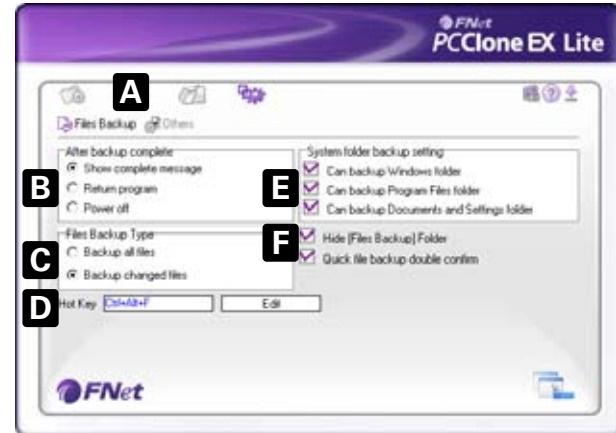 FNet
PCClone EX Lite
A
Files Backup Others
After backup complete
Show complete message
B
Return program
Power off
System folder backup setting
Can backup Windows folder
E
Can backup Program Files folder
Can backup Documents and Settings folder
Files Backup Type
Backup all files
C
Backup changed files
F
Hide [Files Backup] Folder
Quick file backup double confirm
D
Hot Key Ctrl+Alt+F Edit
FNet